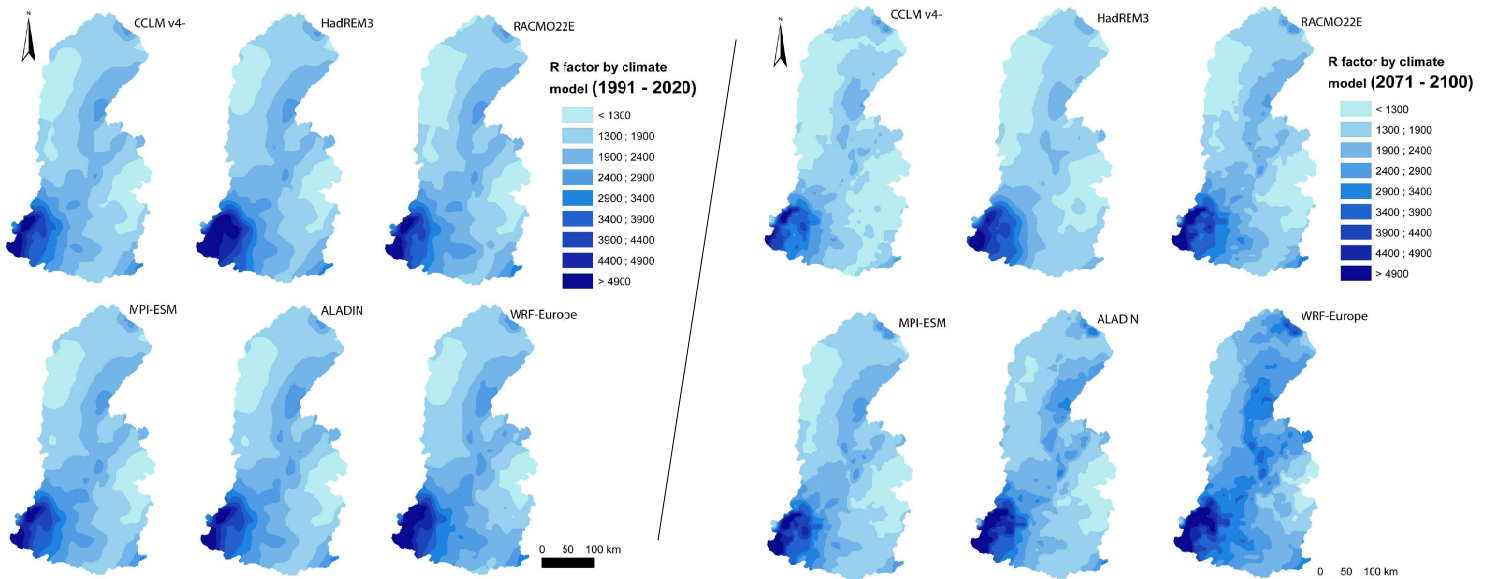 N
CCLM v4-
HadREM3
RACMO22E
R factor by climate
model (1991 - 2020)
< 1300
1300 ; 1900
1900 ; 2400
2400 ; 2900
2900 ; 3400
3400 ; 3900
3900 ; 4400
4400 ; 4900
> 4900
MPI-ESM
ALADIN
WRF-Europe
0 50 100 km
N
CCLM v4-
HadREM3
RACMO22E
R factor by climate
model (2071 - 2100)
< 1300
1300 ; 1900
1900 ; 2400
2400 ; 2900
2900 ; 3400
3400 ; 3900
3900 ; 4400
4400 ; 4900
> 4900
MPI-ESM
ALADIN
WRF-Europe
0 50 100 km